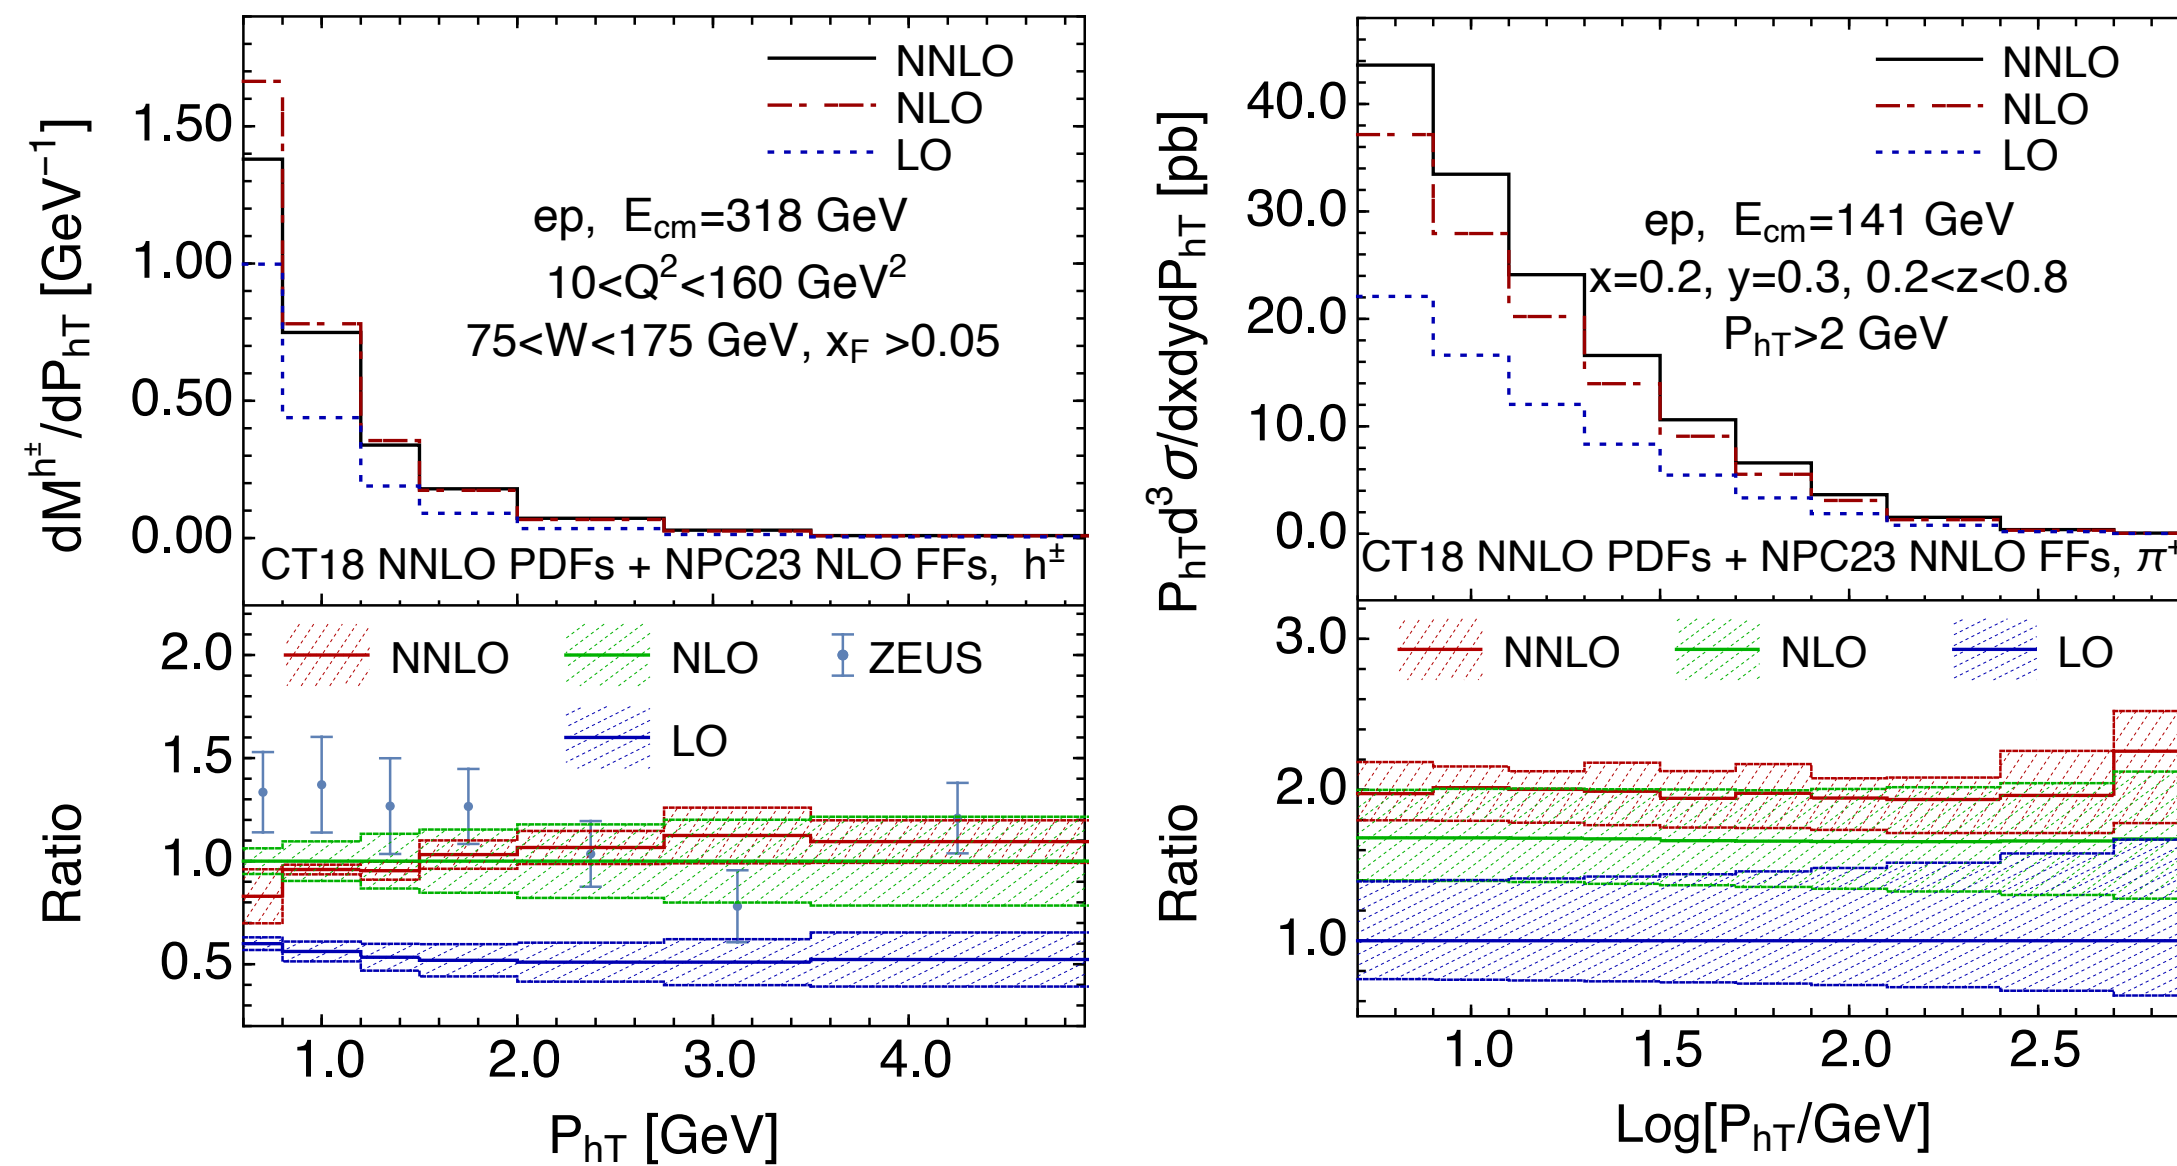 NNLO
NLO
LO
ep, E_cm=318 GeV
10<Q²<160 GeV²
75<W<175 GeV, x_F >0.05
CT18 NNLO PDFs + NPC23 NLO FFs, h^±
dM^{h^±}/dP_hT [GeV⁻¹]
1.50
1.00
0.50
0.00
NNLO
NLO
ZEUS
LO
Ratio
2.0
1.5
1.0
0.5
1.0 2.0 3.0 4.0
P_hT [GeV]
NNLO
NLO
LO
ep, E_cm=141 GeV
x=0.2, y=0.3, 0.2<z<0.8
P_hT>2 GeV
CT18 NNLO PDFs + NPC23 NNLO FFs, π⁺
P_hT d³σ/dxdydP_hT [pb]
40.0
30.0
20.0
10.0
0.0
NNLO
NLO
LO
Ratio
3.0
2.0
1.0
1.0 1.5 2.0 2.5
Log[P_hT/GeV]